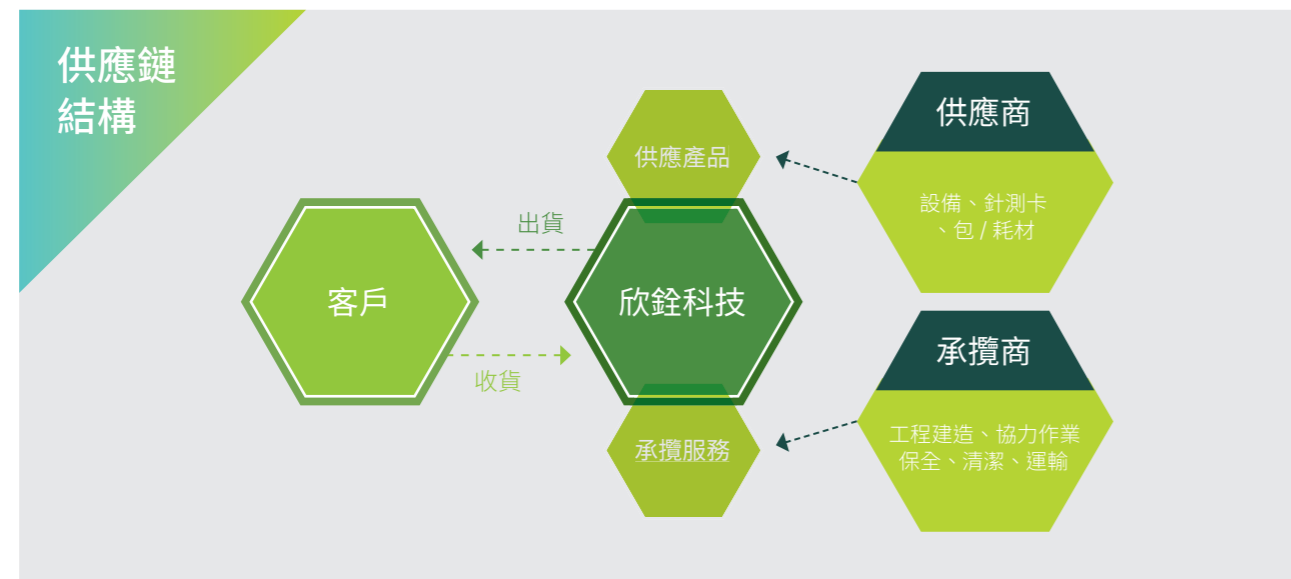 供應鏈
結構
供應商
供應產品
設備、針測卡
、包 / 耗材
出貨
客戶
欣銓科技
收貨
承攬商
承攬服務
工程建造、協力作業
保全、清潔、運輸